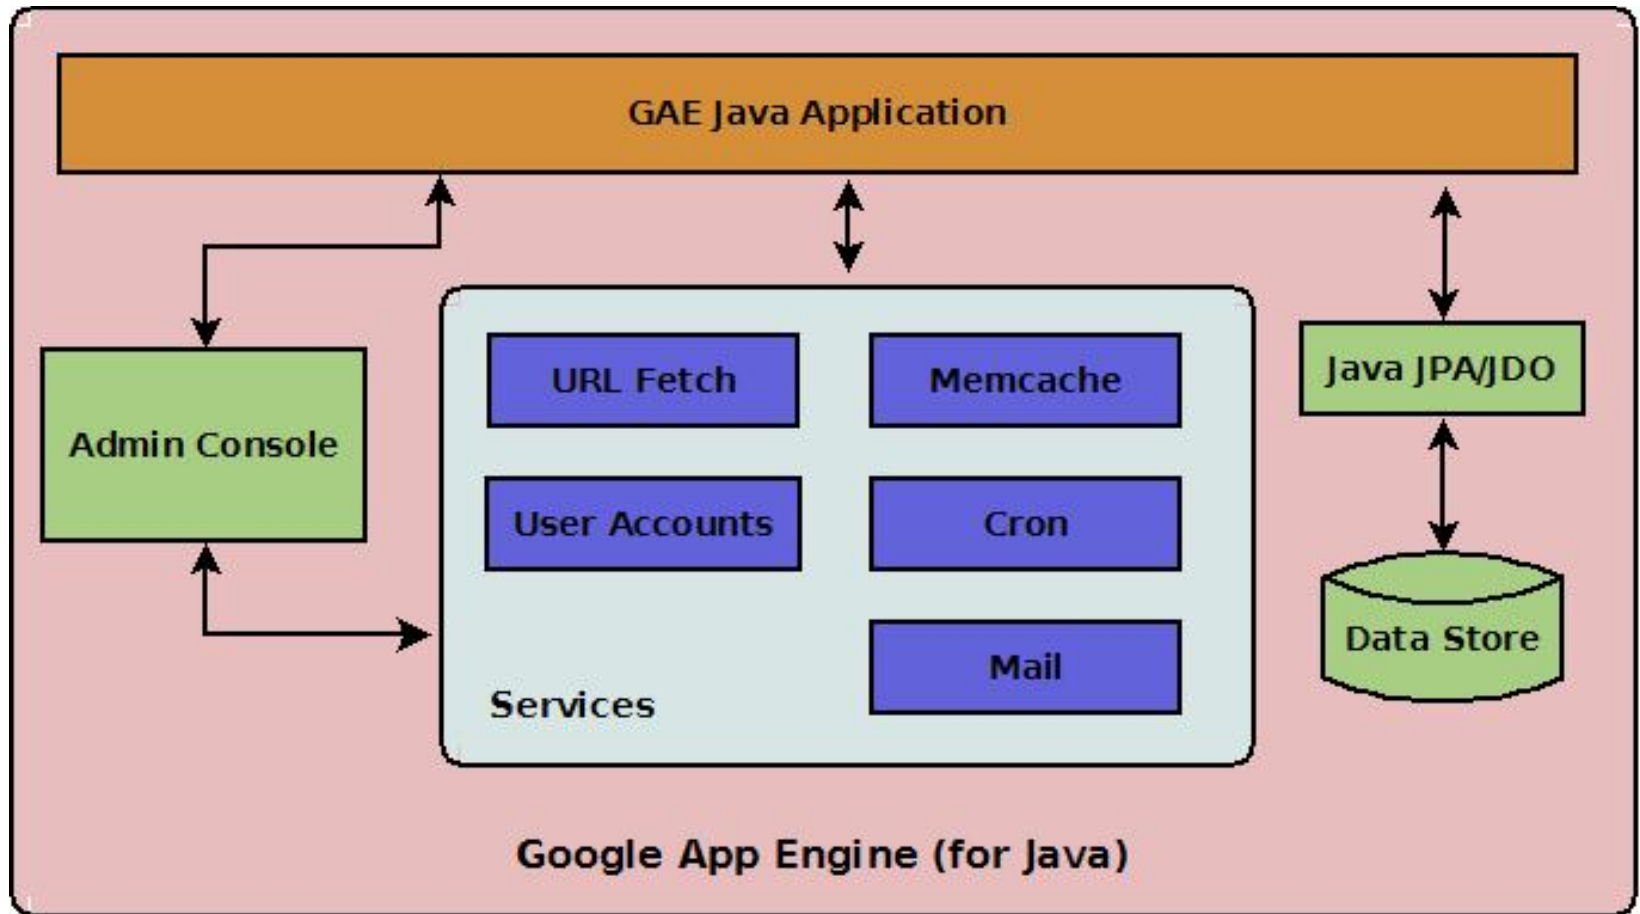 GAE Java Application
URL Fetch
Memcache
Java JPA/JDO
Admin Console
User Accounts
Cron
Data Store
Mail
Services
Google App Engine (for Java)